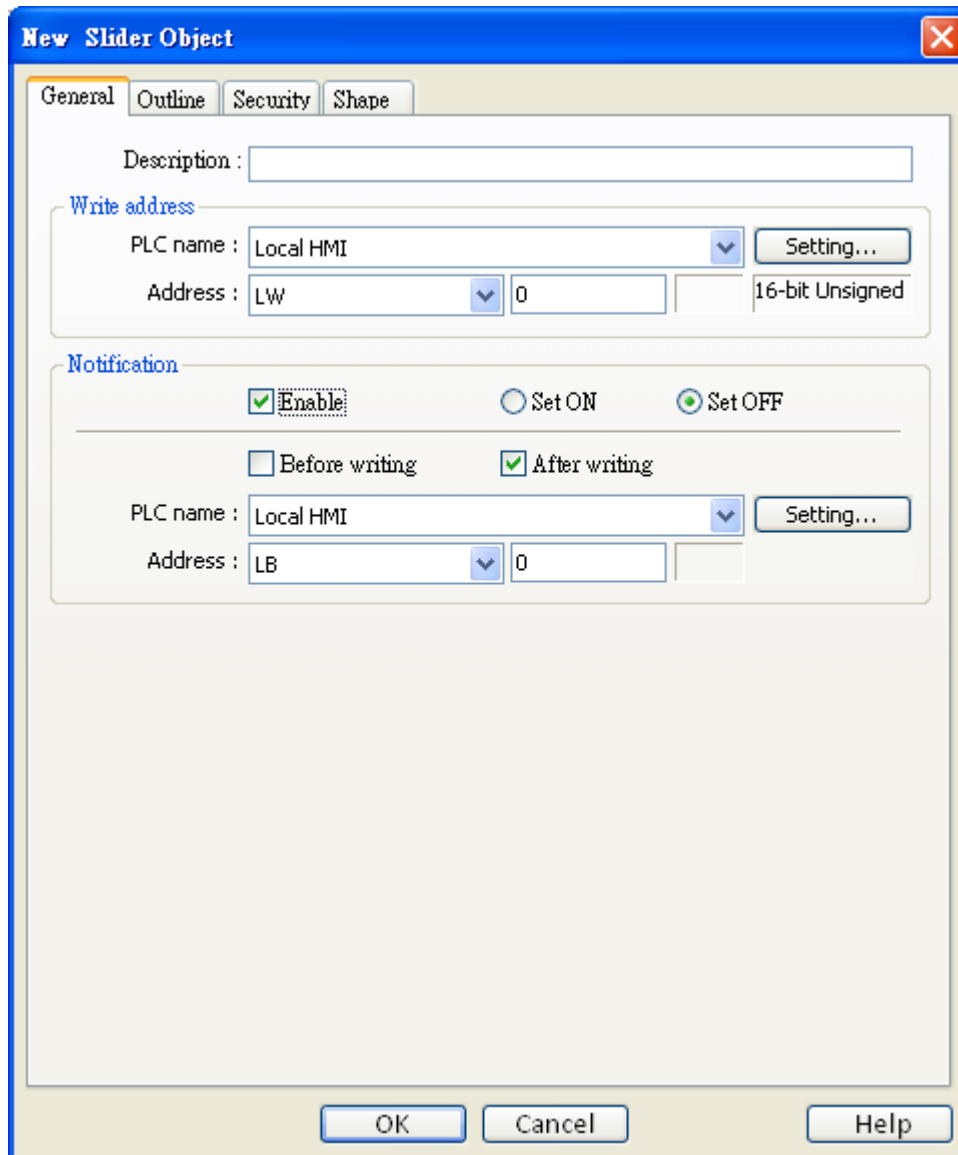 New Slider Object
General Outline Security Shape
Description :
Write address
PLC name : Local HMI Setting...
Address : LW 0 16-bit Unsigned
Notification
Enable Set ON Set OFF
Before writing After writing
PLC name : Local HMI Setting...
Address : LB 0
OK Cancel Help